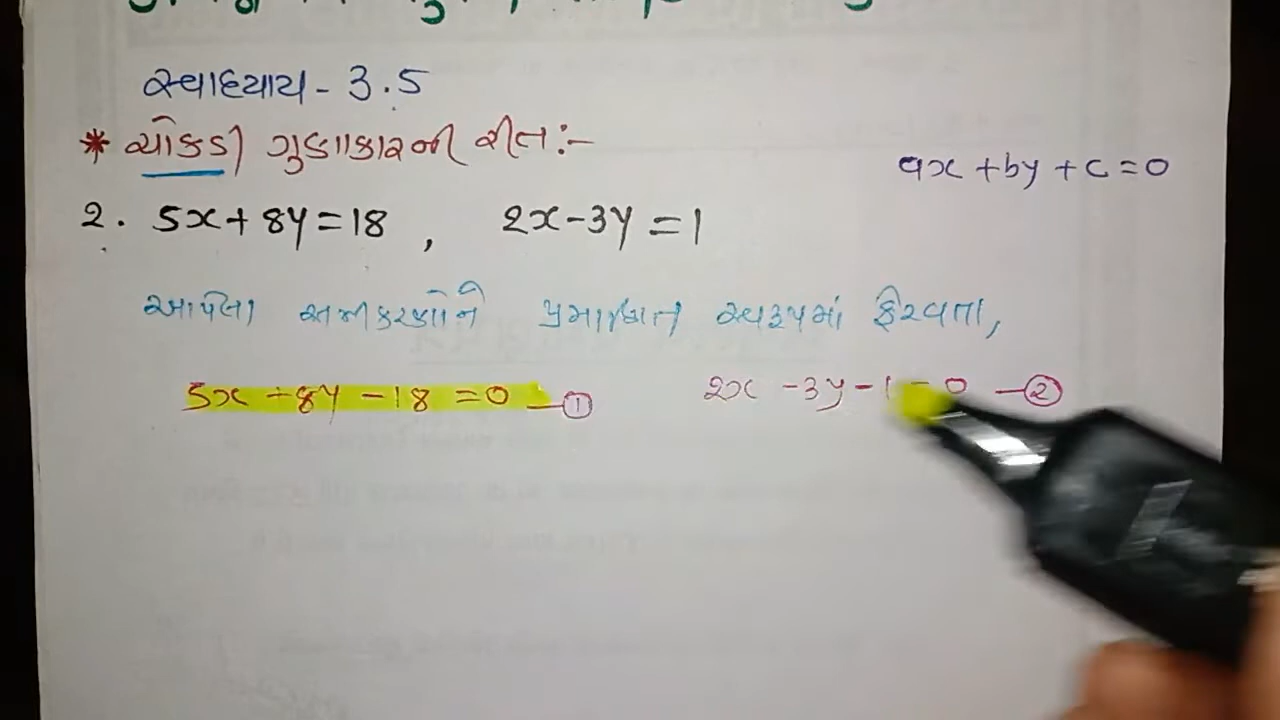 સ્વાધ્યાય - 3.5
* ચોકડી ગુણાકારની રીત :-
ax + by + c = 0
2. 5x + 8y = 18 , 2x - 3y = 1
આપેલા સમીકરણોને પ્રમાણિત સ્વરૂપમાં ફેરવતા,
5x + 8y - 18 = 0 — ① 2x - 3y - 1 = 0 — ②